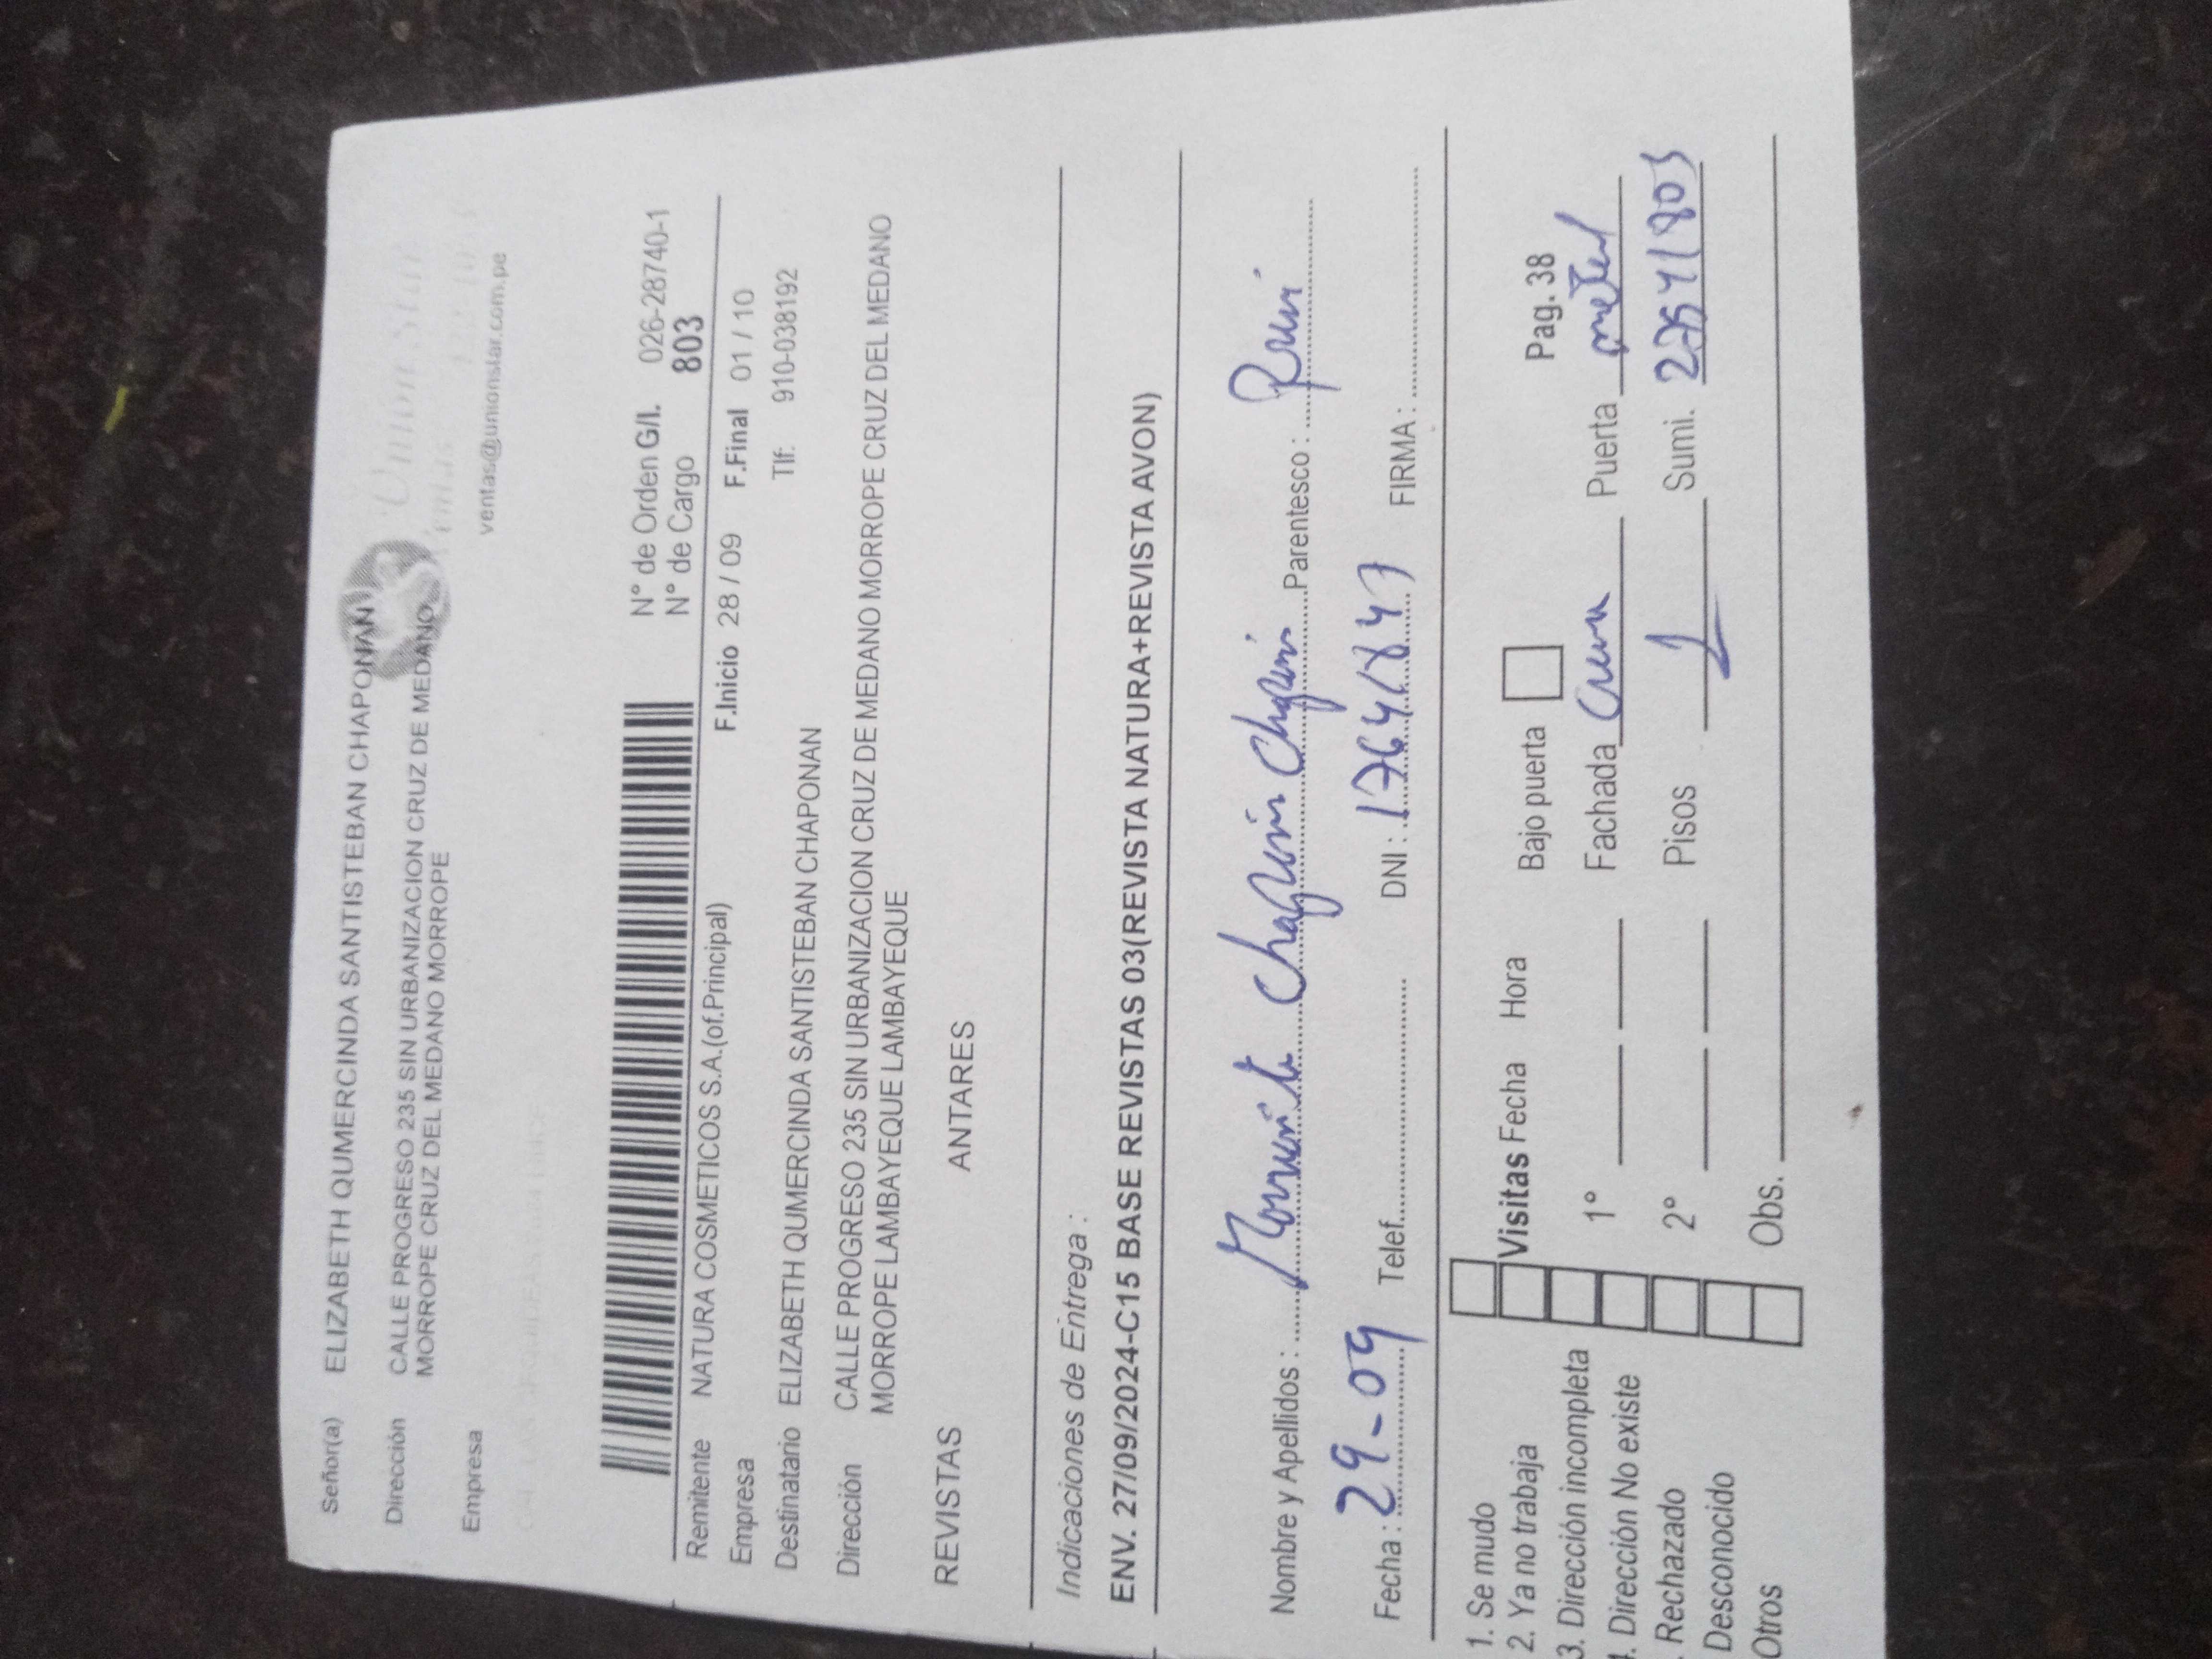 Señor(a) ELIZABETH QUMERCINDA SANTISTEBAN CHAPONAN
Dirección CALLE PROGRESO 235 SIN URBANIZACION CRUZ DE MEDANO
MORROPE CRUZ DEL MEDANO MORROPE
Empresa
Union Star
ventas@unionstar.com.pe
N° de Orden G/I. 026-28740-1
N° de Cargo 803
Remitente NATURA COSMETICOS S.A.(of.Principal) F.Inicio 28 / 09 F.Final 01 / 10
Empresa
Destinatario ELIZABETH QUMERCINDA SANTISTEBAN CHAPONAN Tlf: 910-038192
Dirección CALLE PROGRESO 235 SIN URBANIZACION CRUZ DE MEDANO MORROPE CRUZ DEL MEDANO
MORROPE LAMBAYEQUE LAMBAYEQUE
REVISTAS ANTARES
Indicaciones de Entrega :
ENV. 27/09/2024-C15 BASE REVISTAS 03(REVISTA NATURA+REVISTA AVON)
Nombre y Apellidos : Parentesco :
Fecha : 29-09 Telef. DNI : FIRMA :
1. Se mudo
2. Ya no trabaja Visitas Fecha Hora Bajo puerta Pag. 38
3. Dirección incompleta 1° Fachada Puerta metal
. Dirección No existe
. Rechazado 2° Pisos 1 Sumi.
Desconocido
Otros Obs.